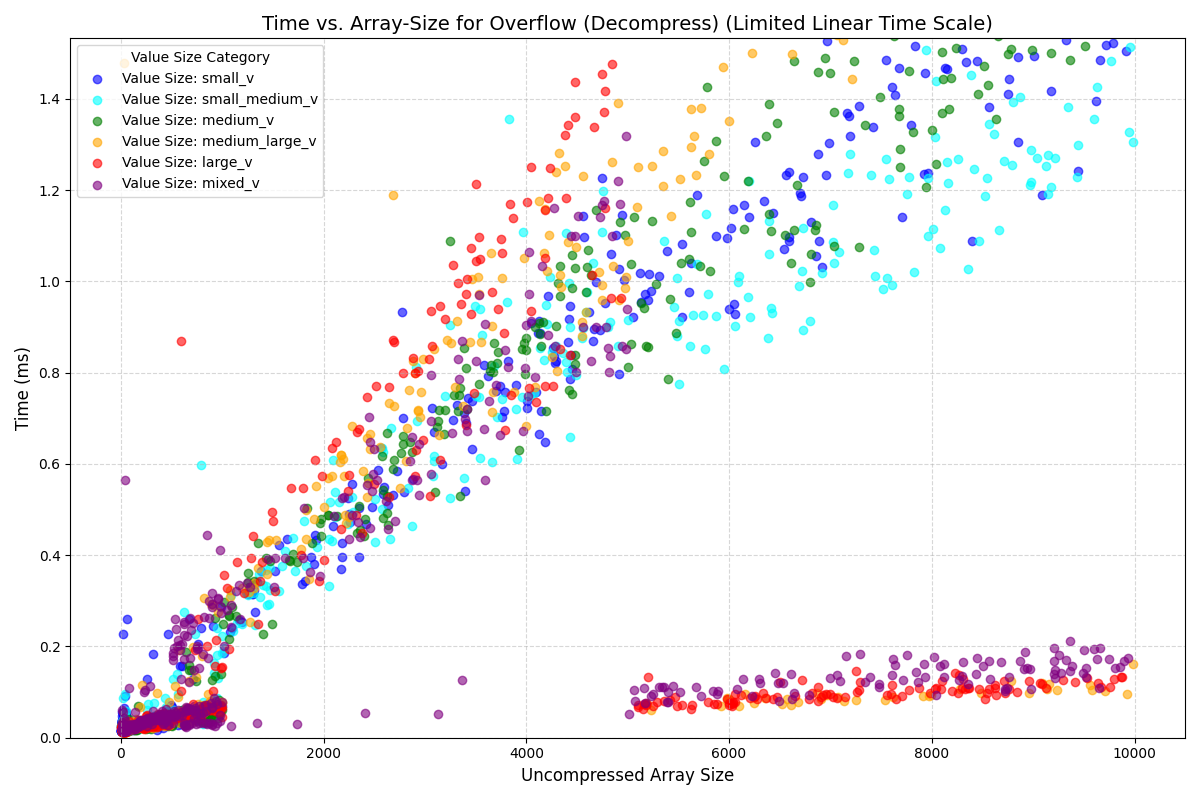 Time vs. Array-Size for Overflow (Decompress) (Limited Linear Time Scale)
Value Size Category
Value Size: small_v
Value Size: small_medium_v
Value Size: medium_v
Value Size: medium_large_v
Value Size: large_v
Value Size: mixed_v
Time (ms)
1.4
1.2
1.0
0.8
0.6
0.4
0.2
0.0
0 2000 4000 6000 8000 10000
Uncompressed Array Size